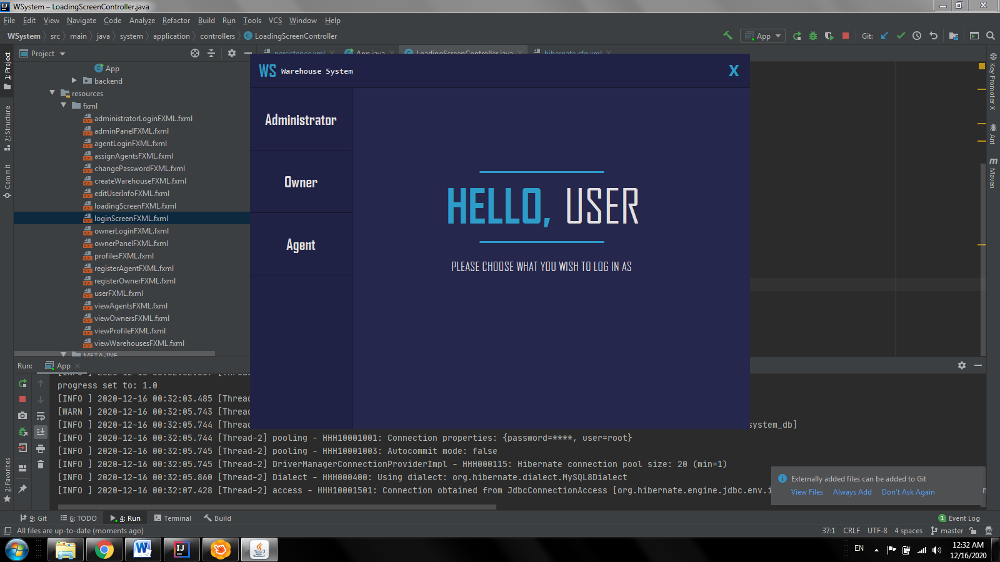 WSystem – LoadingScreenController.java
File Edit View Navigate Code Analyze Refactor Build Run Tools VCS Window Help
WSystem src main java system application controllers LoadingScreenController
App Git:
Project
persistence.xml App.java LoadingScreenController.java hibernate.cfg.xml
1: Project
7: Structure
Commit
2: Favorites
App
backend
resources
fxml
administratorLoginFXML.fxml
adminPanelFXML.fxml
agentLoginFXML.fxml
assignAgentsFXML.fxml
changePasswordFXML.fxml
createWarehouseFXML.fxml
editUserInfoFXML.fxml
loadingScreenFXML.fxml
loginScreenFXML.fxml
ownerLoginFXML.fxml
ownerPanelFXML.fxml
profilesFXML.fxml
registerAgentFXML.fxml
registerOwnerFXML.fxml
userFXML.fxml
viewAgentsFXML.fxml
viewOwnersFXML.fxml
viewProfileFXML.fxml
viewWarehousesFXML.fxml
META-INF
WS Warehouse System X
Administrator
Owner
Agent
HELLO, USER
PLEASE CHOOSE WHAT YOU WISH TO LOG IN AS
Key Promoter X
Ant
m Maven
Run: App
progress set to: 1.0
[INFO ] 2020-12-16 00:32:03.485 [Thread
[WARN ] 2020-12-16 00:32:05.743 [Thread
[INFO ] 2020-12-16 00:32:05.744 [Thread system_db]
[INFO ] 2020-12-16 00:32:05.744 [Thread-2] pooling - HHH10001001: Connection properties: {password=****, user=root}
[INFO ] 2020-12-16 00:32:05.745 [Thread-2] pooling - HHH10001003: Autocommit mode: false
[INFO ] 2020-12-16 00:32:05.745 [Thread-2] DriverManagerConnectionProviderImpl - HHH000115: Hibernate connection pool size: 20 (min=1)
[INFO ] 2020-12-16 00:32:05.860 [Thread-2] Dialect - HHH000400: Using dialect: org.hibernate.dialect.MySQL8Dialect
[INFO ] 2020-12-16 00:32:07.428 [Thread-2] access - HHH10001501: Connection obtained from JdbcConnectionAccess [org.hibernate.engine.jdbc.env.i
Externally added files can be added to Git
View Files Always Add Don't Ask Again
9: Git 6: TODO 4: Run Terminal Build 1 Event Log
All files are up-to-date (moments ago) 37:1 CRLF UTF-8 4 spaces master
EN 12:32 AM
12/16/2020